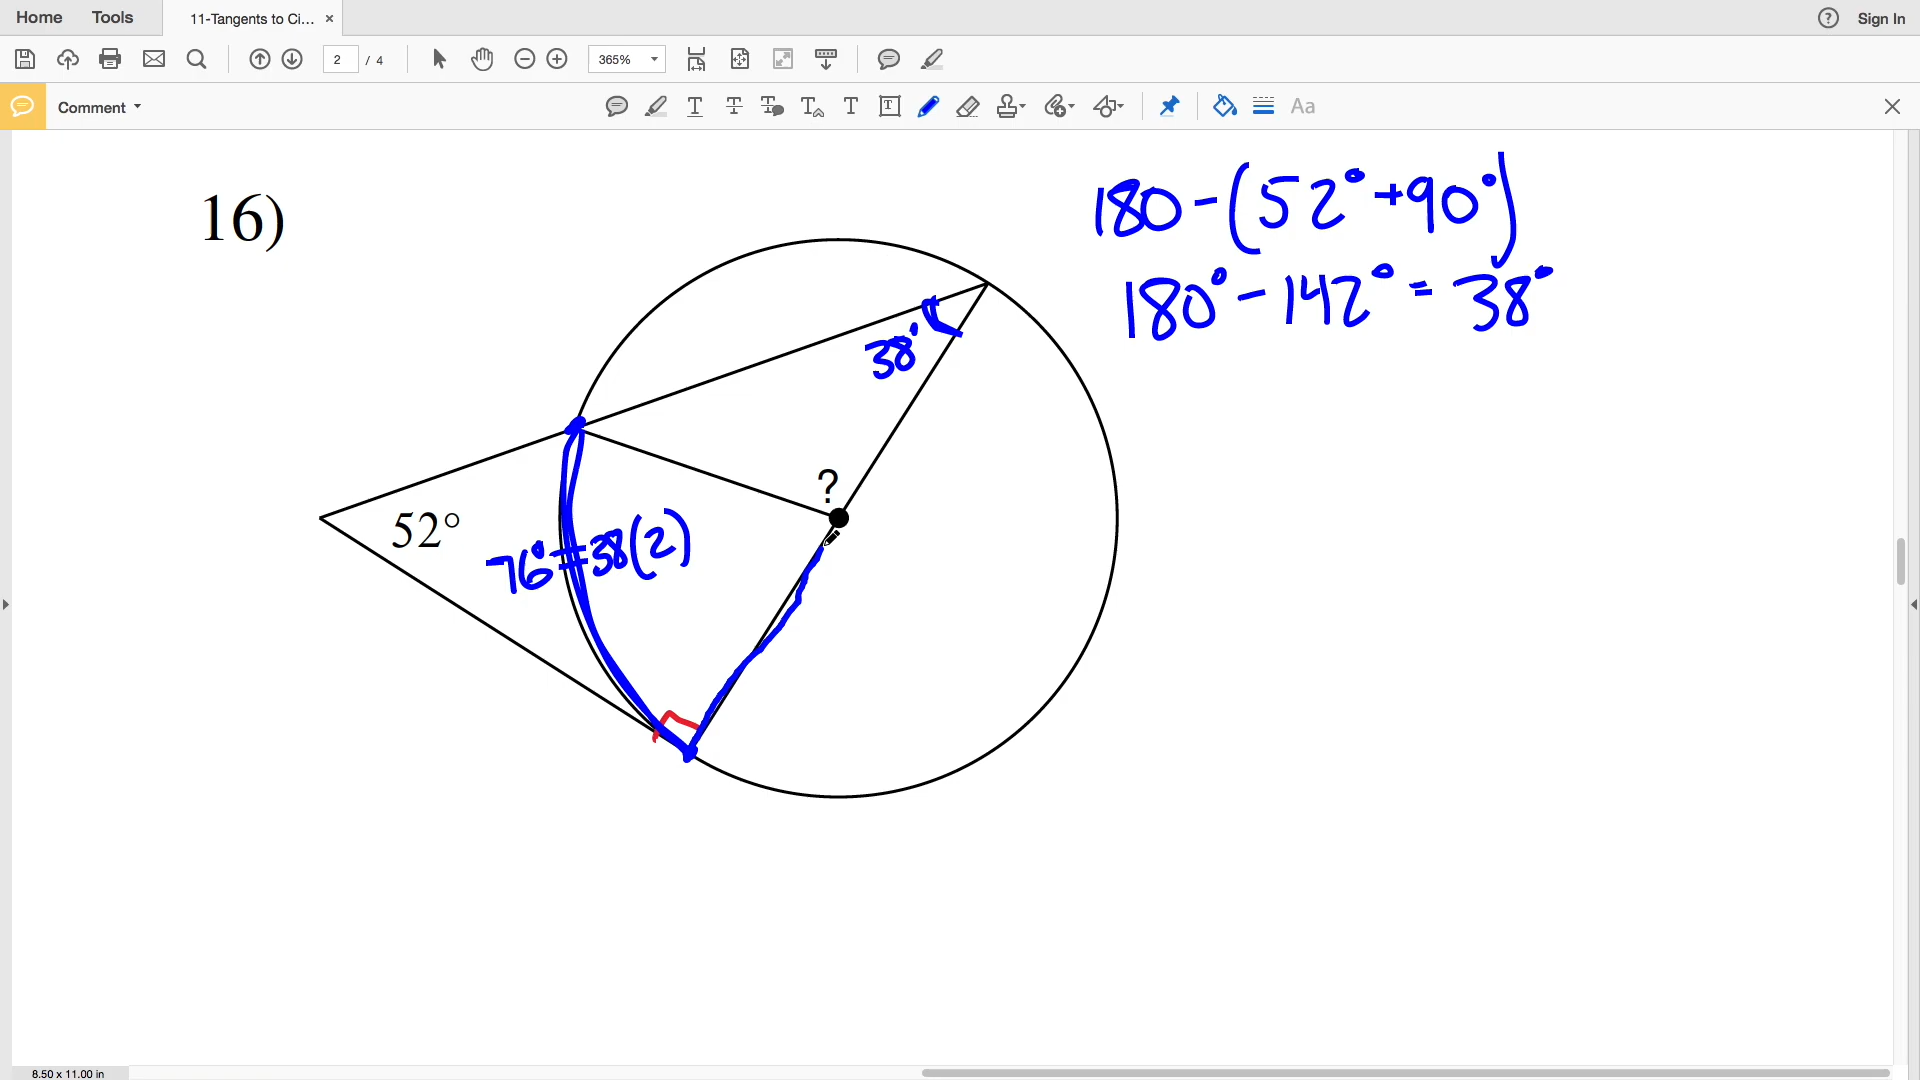 Home Tools 11-Tangents to Ci... × ? Sign In
2 / 4 365%
Comment T T T T T T Aa
16)
180-(52°+90°)
180°-142°=38°
38°
?
52°
76°=38(2)
8.50 x 11.00 in